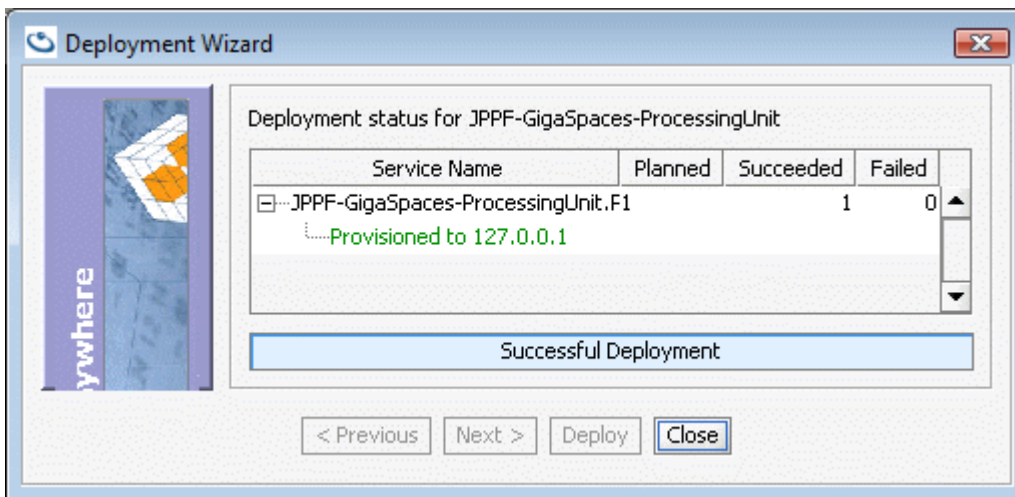 Deployment Wizard
Deployment status for JPPF-GigaSpaces-ProcessingUnit
Service Name Planned Succeeded Failed
JPPF-GigaSpaces-ProcessingUnit.F1 1 0
Provisioned to 127.0.0.1
Successful Deployment
ywhere
< Previous Next > Deploy Close